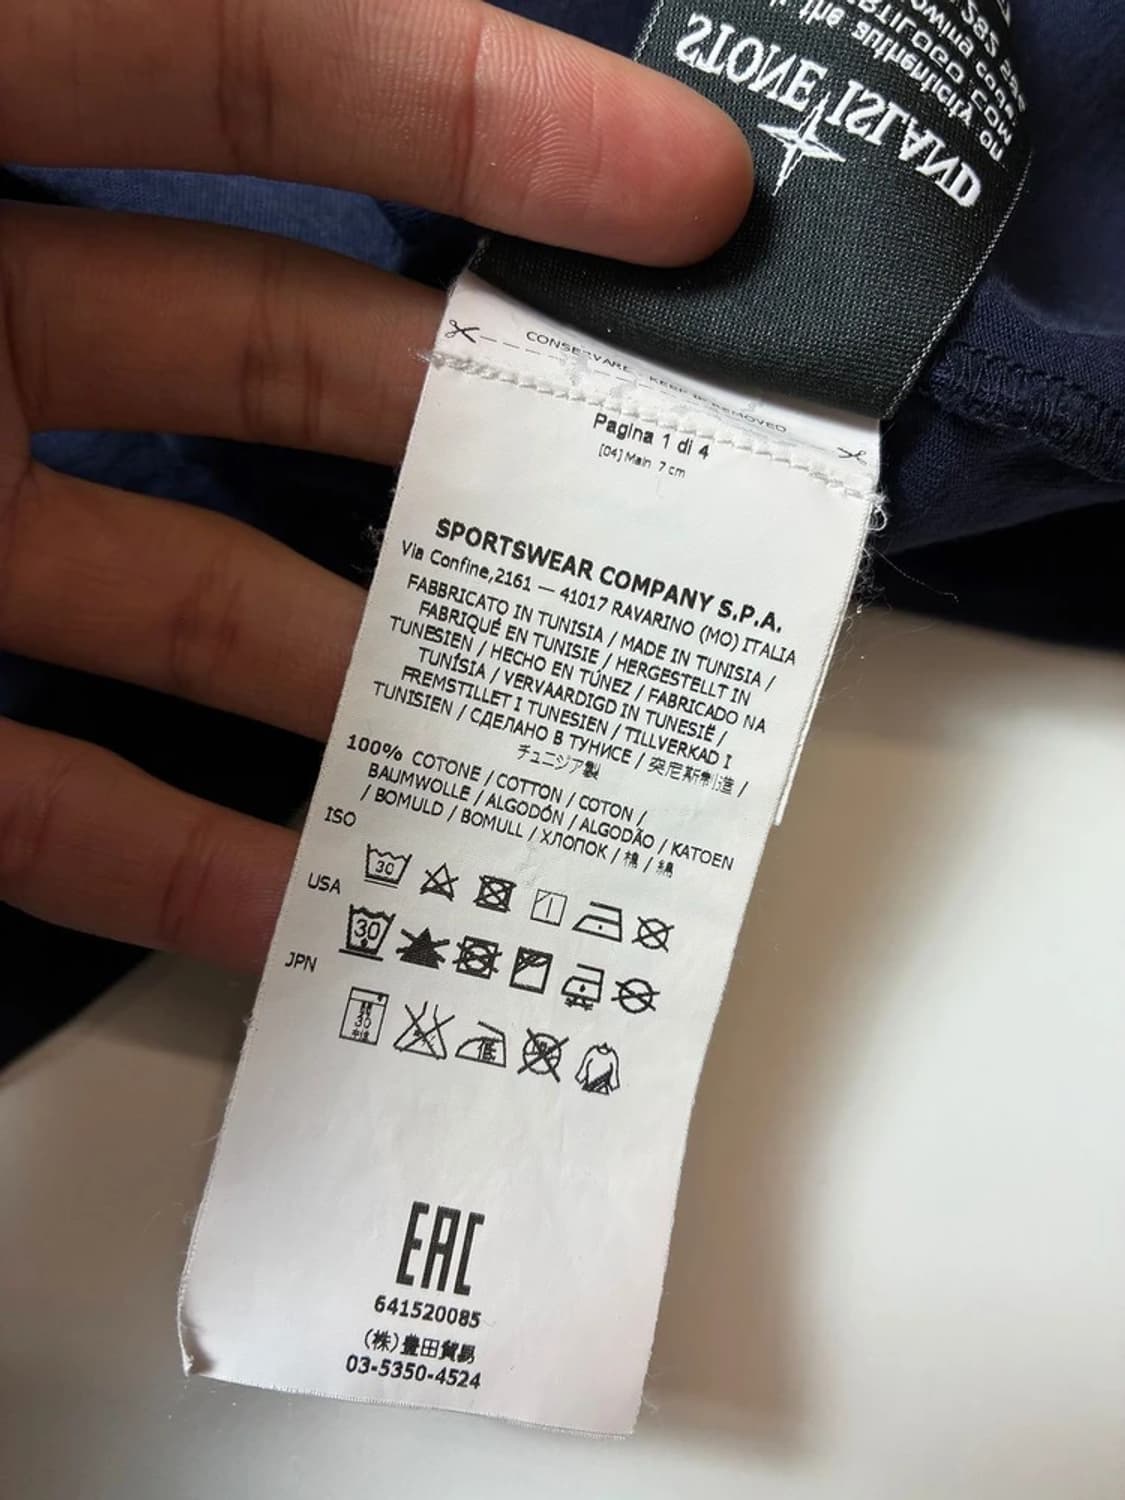 STONE ISLAND
CONSERVARE - KEEP IF REMOVED
Pagina 1 di 4
[04] Main 7 cm
SPORTSWEAR COMPANY S.P.A.
Via Confine,2161 — 41017 RAVARINO (MO) ITALIA
FABBRICATO IN TUNISIA / MADE IN TUNISIA /
FABRIQUÉ EN TUNISIE / HERGESTELLT IN
TUNESIEN / HECHO EN TÚNEZ / FABRICADO NA
TUNÍSIA / VERVAARDIGD IN TUNESIË /
FREMSTILLET I TUNESIEN / TILLVERKAD I
TUNISIEN / СДЕЛАНО В ТУНИСЕ / 突尼斯制造 /
チュニジア製
100% COTONE / COTTON / COTON /
BAUMWOLLE / ALGODÓN / ALGODÃO / KATOEN
/ BOMULD / BOMULL / ХЛОПОК / 棉 / 綿
ISO
30
USA
30
JPN
30
中性
低
EAC
641520085
(株)豊田貿易
03-5350-4524